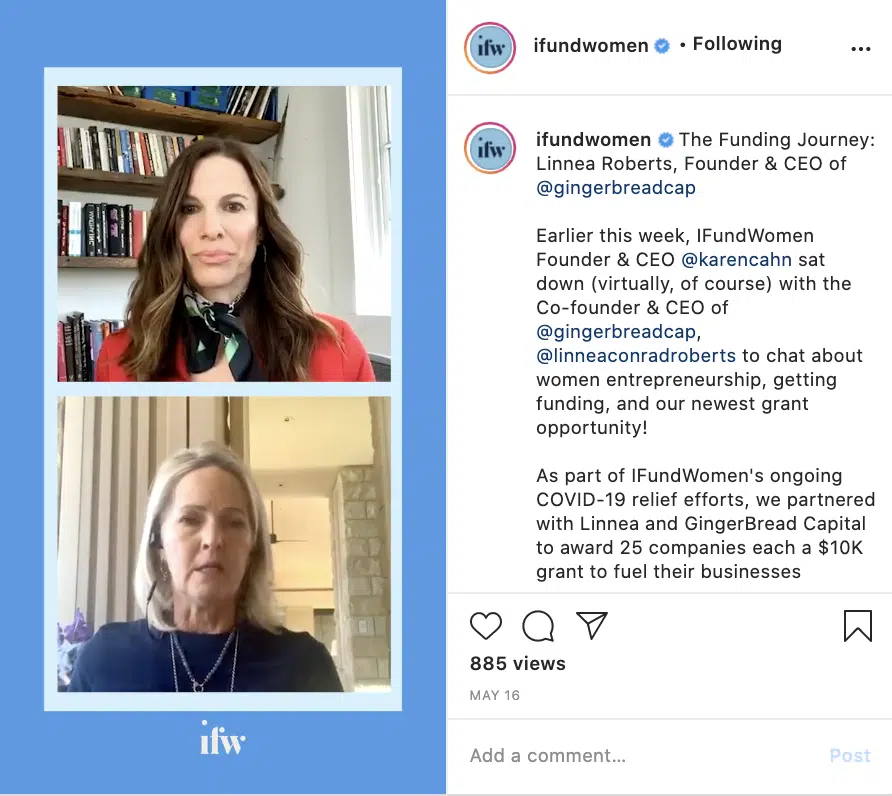 ifw
ifw
ifundwomen • Following
ifw
ifundwomen The Funding Journey:
Linnea Roberts, Founder & CEO of
@gingerbreadcap
Earlier this week, IFundWomen
Founder & CEO @karencahn sat
down (virtually, of course) with the
Co-founder & CEO of
@gingerbreadcap,
@linneaconradroberts to chat about
women entrepreneurship, getting
funding, and our newest grant
opportunity!
As part of IFundWomen's ongoing
COVID-19 relief efforts, we partnered
with Linnea and GingerBread Capital
to award 25 companies each a $10K
grant to fuel their businesses
885 views
MAY 16
Add a comment... Post